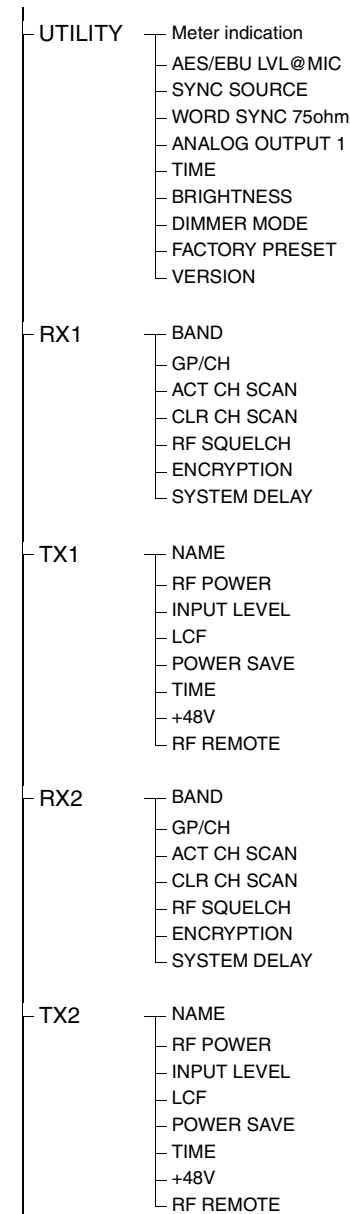 UTILITY Meter indication
AES/EBU LVL@MIC
SYNC SOURCE
WORD SYNC 75ohm
ANALOG OUTPUT 1
TIME
BRIGHTNESS
DIMMER MODE
FACTORY PRESET
VERSION
RX1 BAND
GP/CH
ACT CH SCAN
CLR CH SCAN
RF SQUELCH
ENCRYPTION
SYSTEM DELAY
TX1 NAME
RF POWER
INPUT LEVEL
LCF
POWER SAVE
TIME
+48V
RF REMOTE
RX2 BAND
GP/CH
ACT CH SCAN
CLR CH SCAN
RF SQUELCH
ENCRYPTION
SYSTEM DELAY
TX2 NAME
RF POWER
INPUT LEVEL
LCF
POWER SAVE
TIME
+48V
RF REMOTE